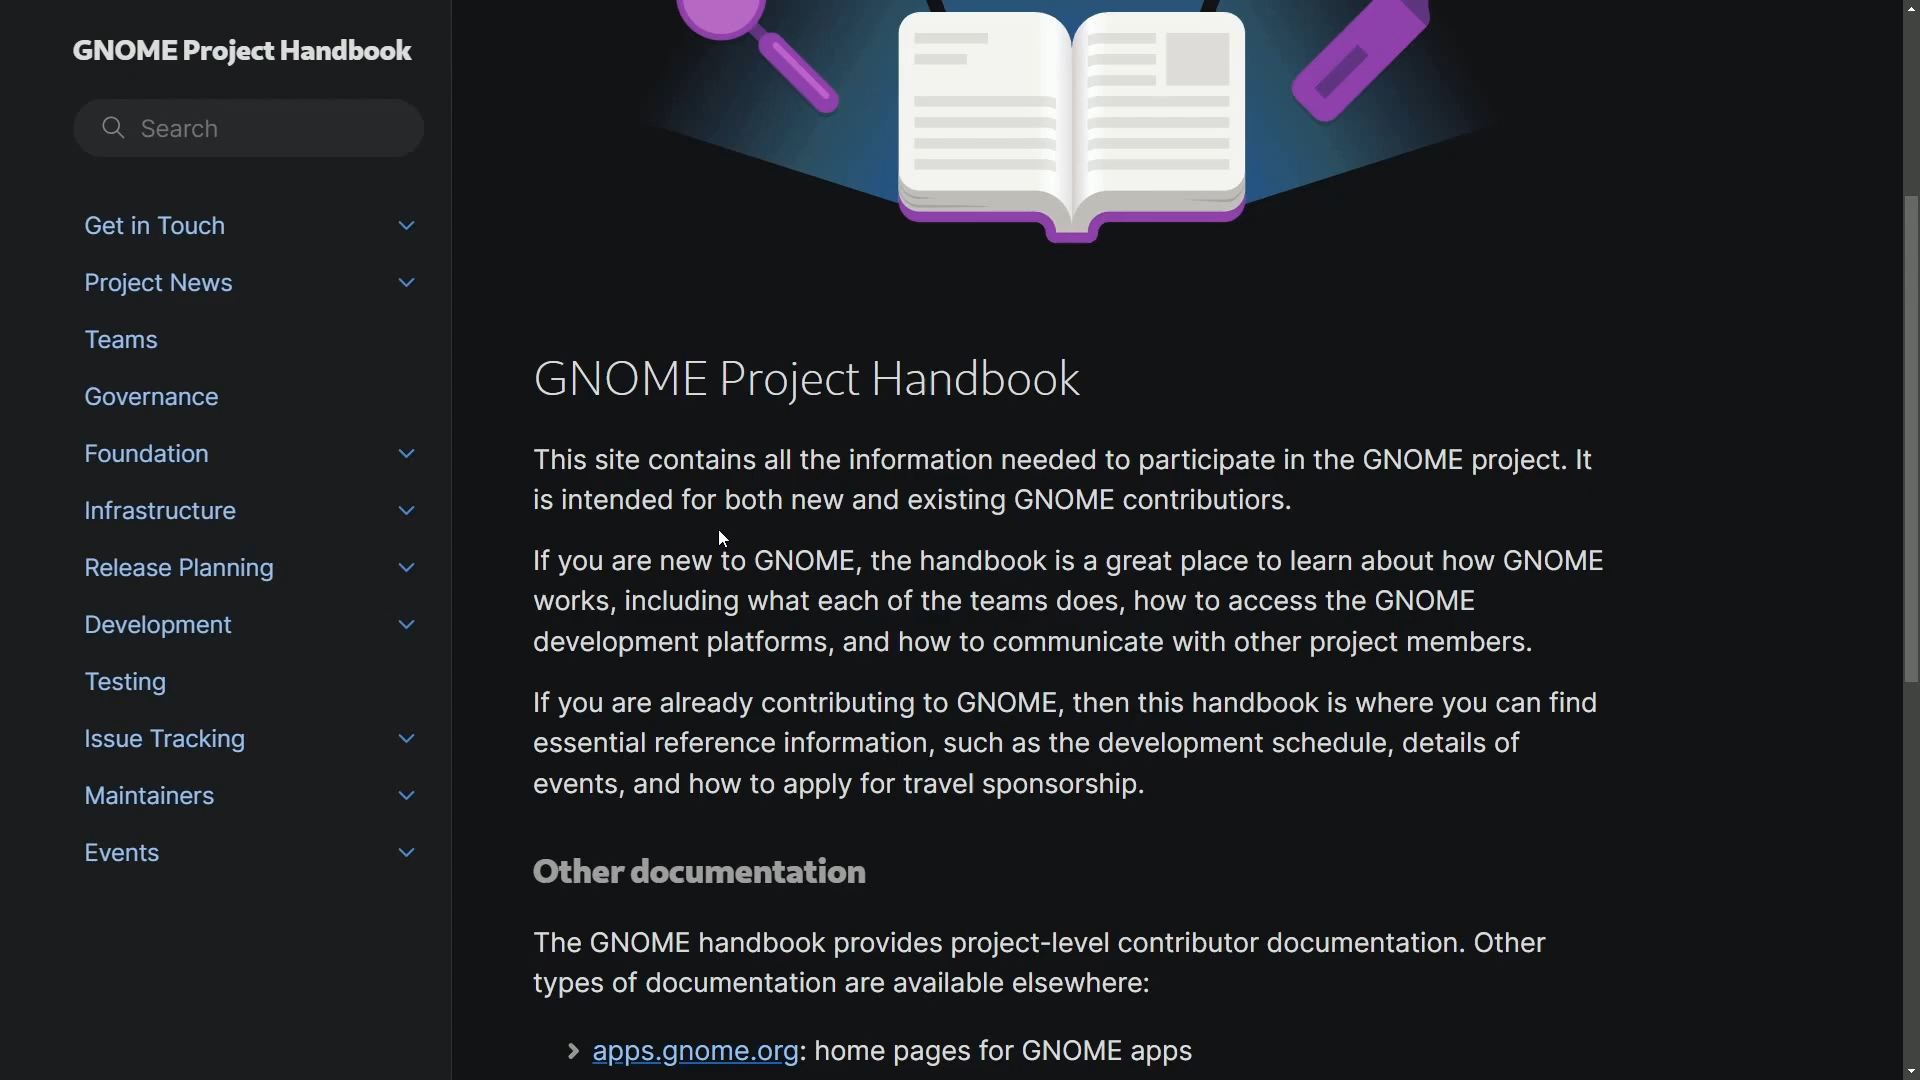 GNOME Project Handbook
Search
Get in Touch
Project News
Teams
Governance
Foundation
Infrastructure
Release Planning
Development
Testing
Issue Tracking
Maintainers
Events
GNOME Project Handbook
This site contains all the information needed to participate in the GNOME project. It
is intended for both new and existing GNOME contributiors.
If you are new to GNOME, the handbook is a great place to learn about how GNOME
works, including what each of the teams does, how to access the GNOME
development platforms, and how to communicate with other project members.
If you are already contributing to GNOME, then this handbook is where you can find
essential reference information, such as the development schedule, details of
events, and how to apply for travel sponsorship.
Other documentation
The GNOME handbook provides project-level contributor documentation. Other
types of documentation are available elsewhere:
apps.gnome.org: home pages for GNOME apps